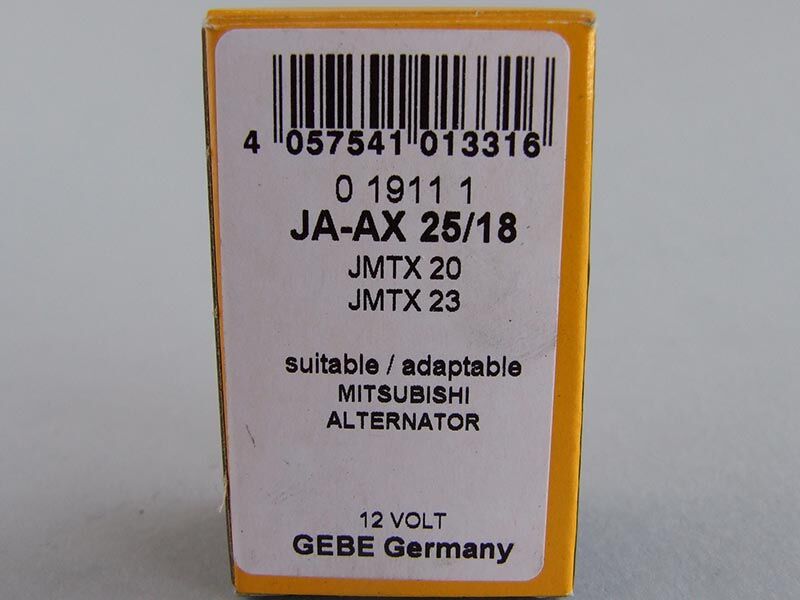 4 057541 013316
0 1911 1
JA-AX 25/18
JMTX 20
JMTX 23
suitable / adaptable
MITSUBISHI
ALTERNATOR
12 VOLT
GEBE Germany